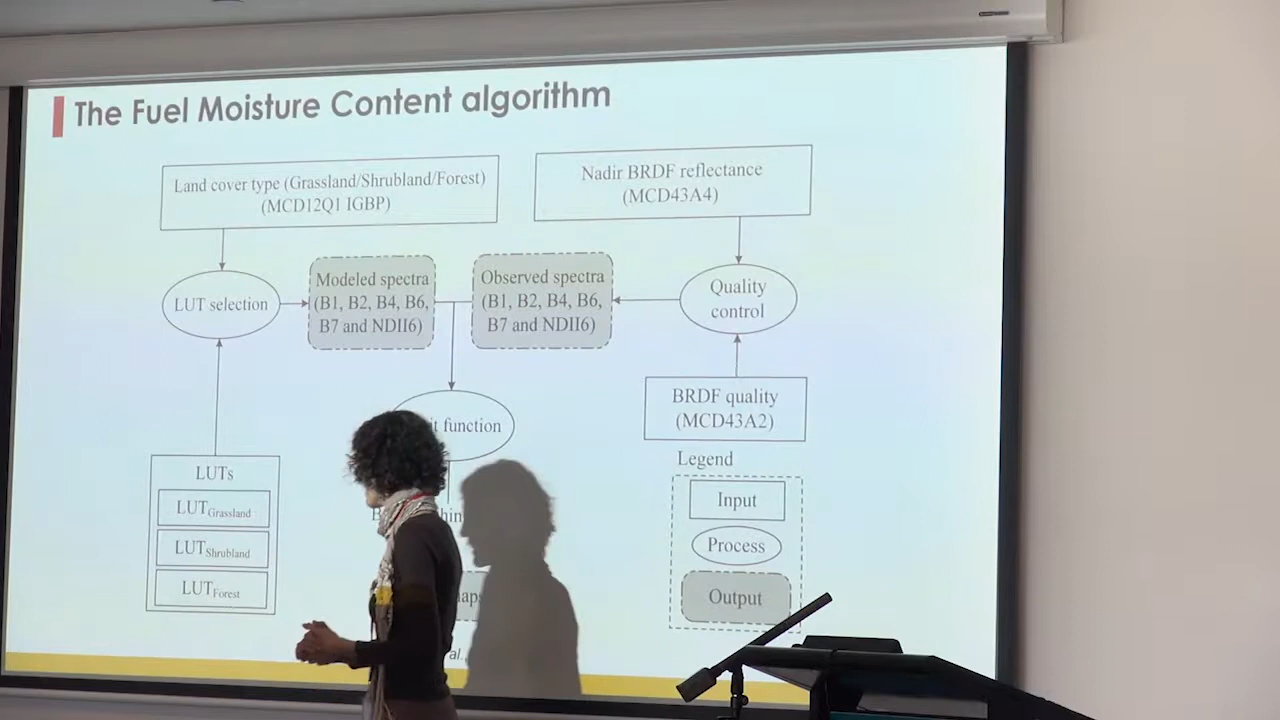 The Fuel Moisture Content algorithm
Land cover type (Grassland/Shrubland/Forest)
(MCD12Q1 IGBP)
Nadir BRDF reflectance
(MCD43A4)
LUT selection
Modeled spectra
(B1, B2, B4, B6,
B7 and NDII6)
Observed spectra
(B1, B2, B4, B6,
B7 and NDII6)
Quality
control
function
BRDF quality
(MCD43A2)
LUTs
LUTGrassland
LUTShrubland
LUTForest
Legend
Input
Process
Output
al.